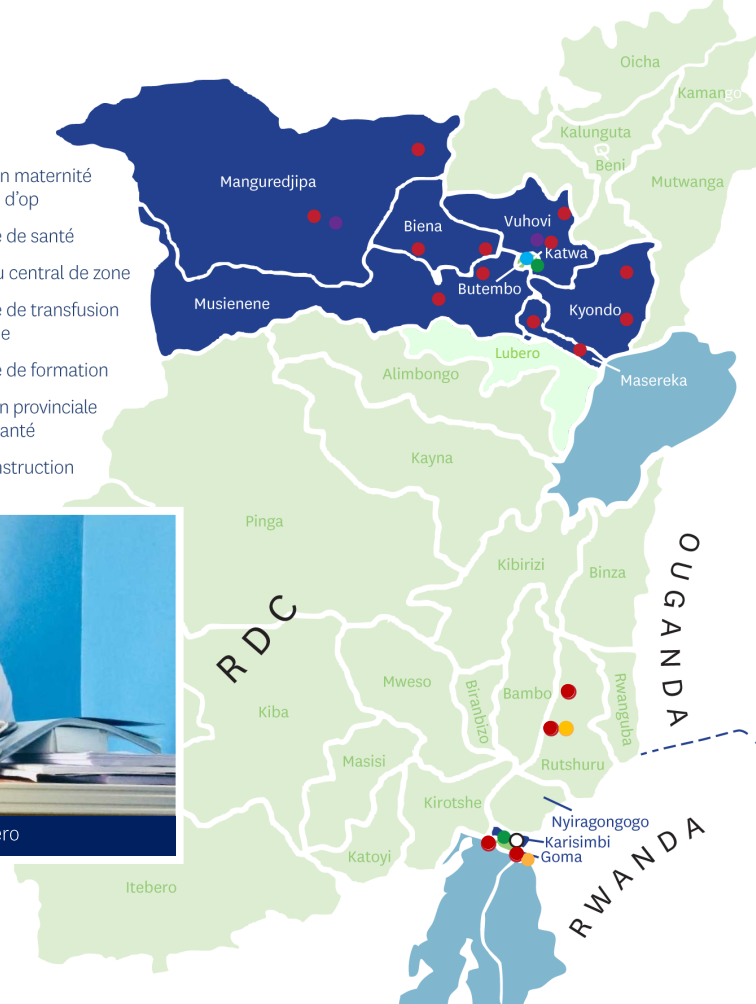 n maternité
d’op
e de santé
u central de zone
e de transfusion
e
e de formation
n provinciale
anté
nstruction
ero
Oicha
Kamango
Kalunguta
Beni
Mutwanga
Manguredjipa
Biena
Vuhovi
Katwa
Butembo
Musienene
Kyondo
Lubero
Masereka
Alimbongo
Kayna
Pinga
Kibirizi
Binza
OUGANDA
RDC
Mweso
Biranbizo
Bambo
Rwanguba
Kiba
Masisi
Rutshuru
Kirotshe
Nyiragongogo
Karisimbi
Goma
Katoyi
Itebero
RWANDA